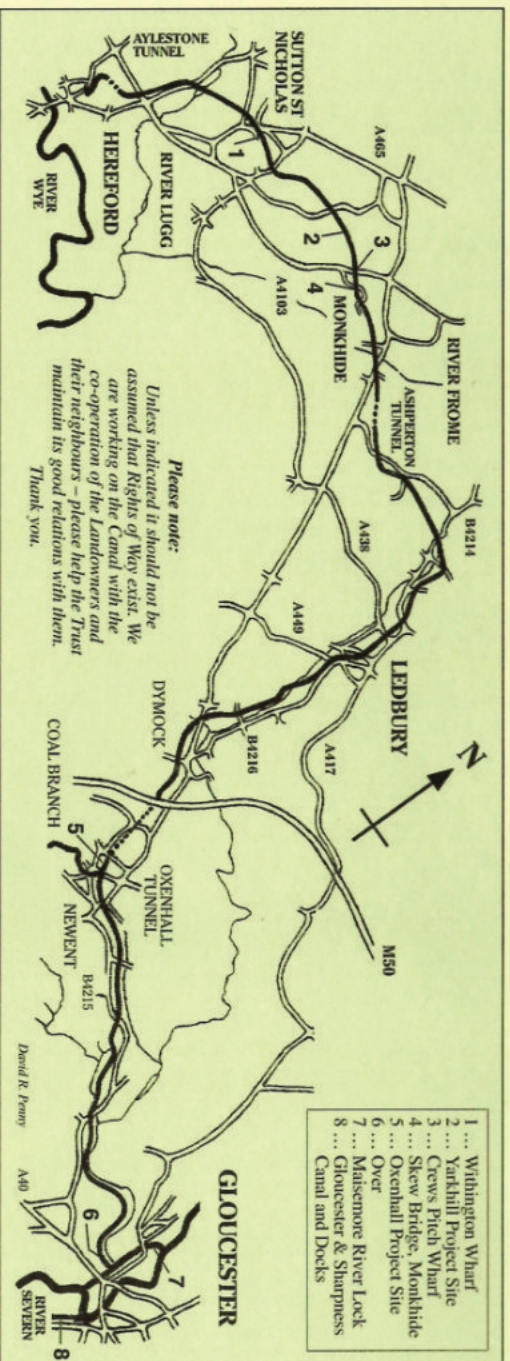 AYLESTONE
TUNNEL
SUTTON ST
NICHOLAS
HEREFORD
RIVER
WYE
RIVER LUGG
1
A465
2
3
4
MONKHIDE
A4103
RIVER FROME
ASHPERTON
TUNNEL
B4214
A438
A449
LEDBURY
N
B4216
A417
DYMOCK
COAL BRANCH
5
OXENHALL
TUNNEL
M50
NEWENT
B4215
David R. Penny
GLOUCESTER
6
7
A40
RIVER
SEVERN
8
Please note:
Unless indicated it should not be
assumed that Rights of Way exist. We
are working on the Canal with the
co-operation of the Landowners and
their neighbours – please help the Trust
maintain its good relations with them.
Thank you.
1 ... Withington Wharf
2 ... Yarkhill Project Site
3 ... Crews Pitch Wharf
4 ... Skew Bridge, Monkhide
5 ... Oxenhall Project Site
6 ... Over
7 ... Maisemore River Lock
8 ... Gloucester & Sharpness
Canal and Docks